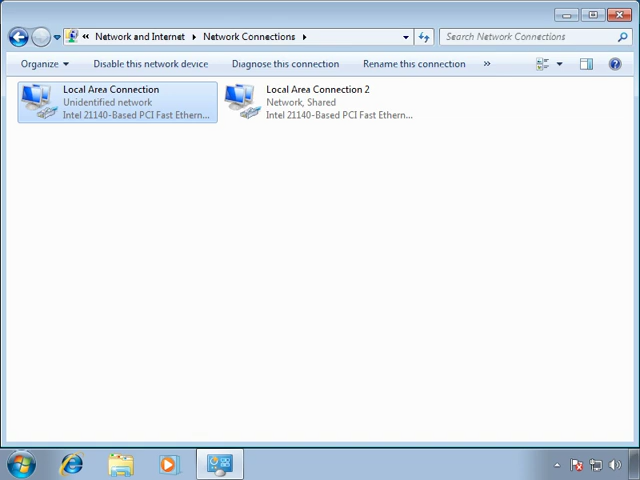 « Network and Internet Network Connections
Search Network Connections
Organize Disable this network device Diagnose this connection Rename this connection »
Local Area Connection
Unidentified network
Intel 21140-Based PCI Fast Ethern...
Local Area Connection 2
Network, Shared
Intel 21140-Based PCI Fast Ethern...